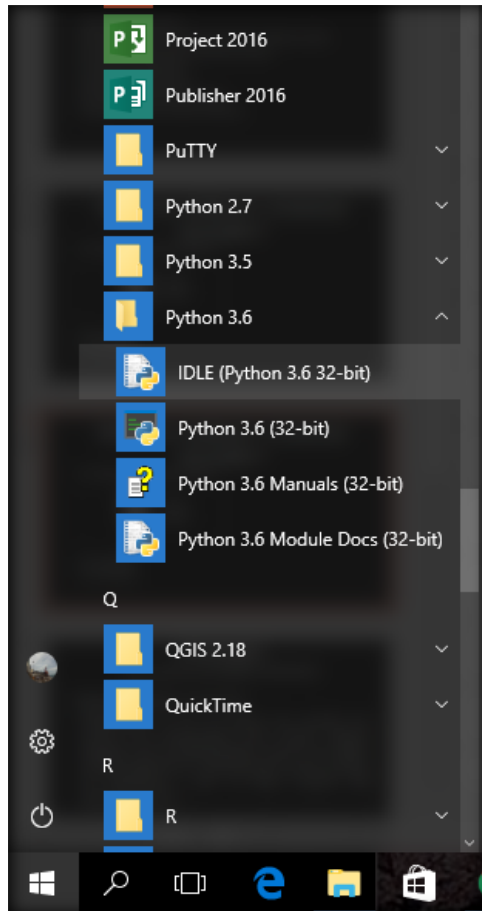 Project 2016
Publisher 2016
PuTTY
Python 2.7
Python 3.5
Python 3.6
IDLE (Python 3.6 32-bit)
Python 3.6 (32-bit)
Python 3.6 Manuals (32-bit)
Python 3.6 Module Docs (32-bit)
Q
QGIS 2.18
QuickTime
R
R